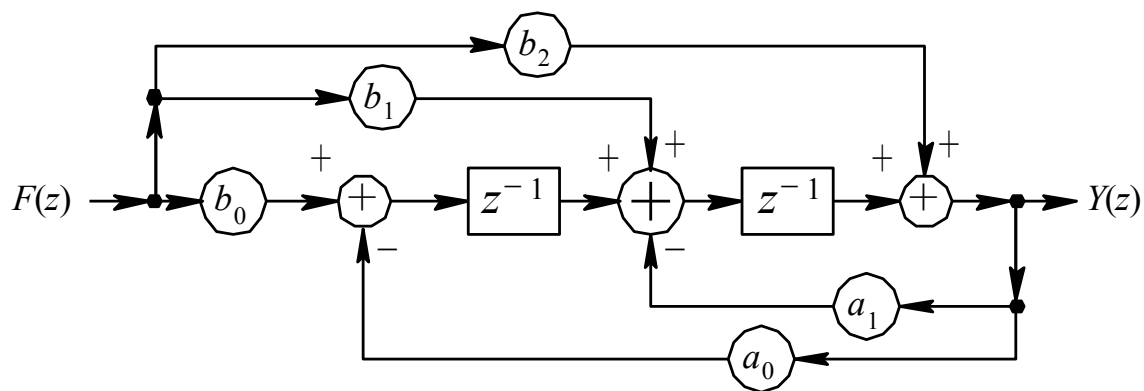 b₂
b₁
+ + + + +
F(z) b₀ + z⁻¹ + z⁻¹ + Y(z)
− −
a₁
a₀